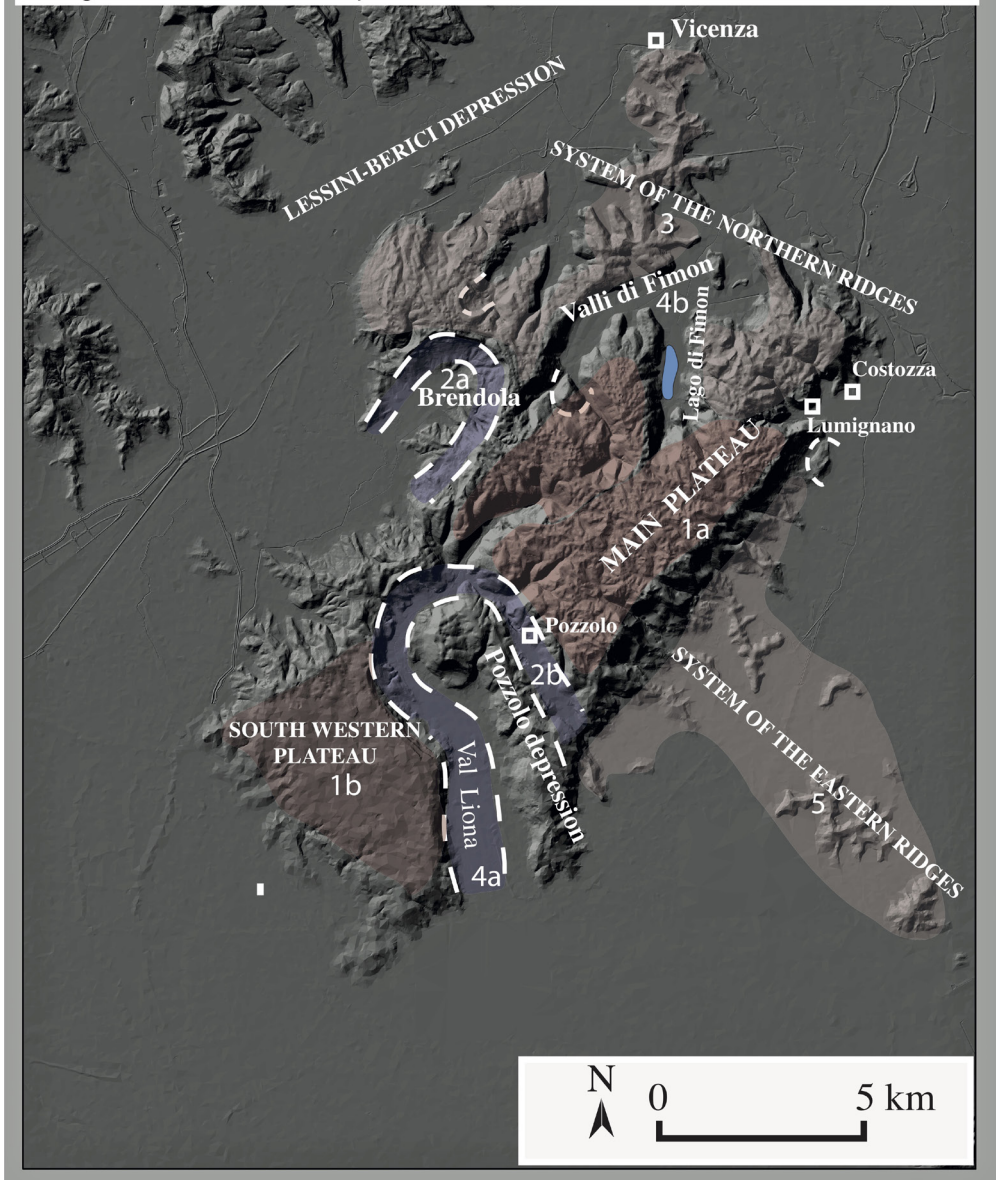 Vicenza
LESSINI-BERICI DEPRESSION
SYSTEM OF THE NORTHERN RIDGES
3
Valli di Fimon
4b
Lago di Fimon
Costozza
2a
Brendola
Lumignano
MAIN PLATEAU
1a
Pozzolo
2b
Pozzolo depression
SYSTEM OF THE EASTERN RIDGES
SOUTH WESTERN
PLATEAU
1b
Val Liona
5
4a
N
0 5 km